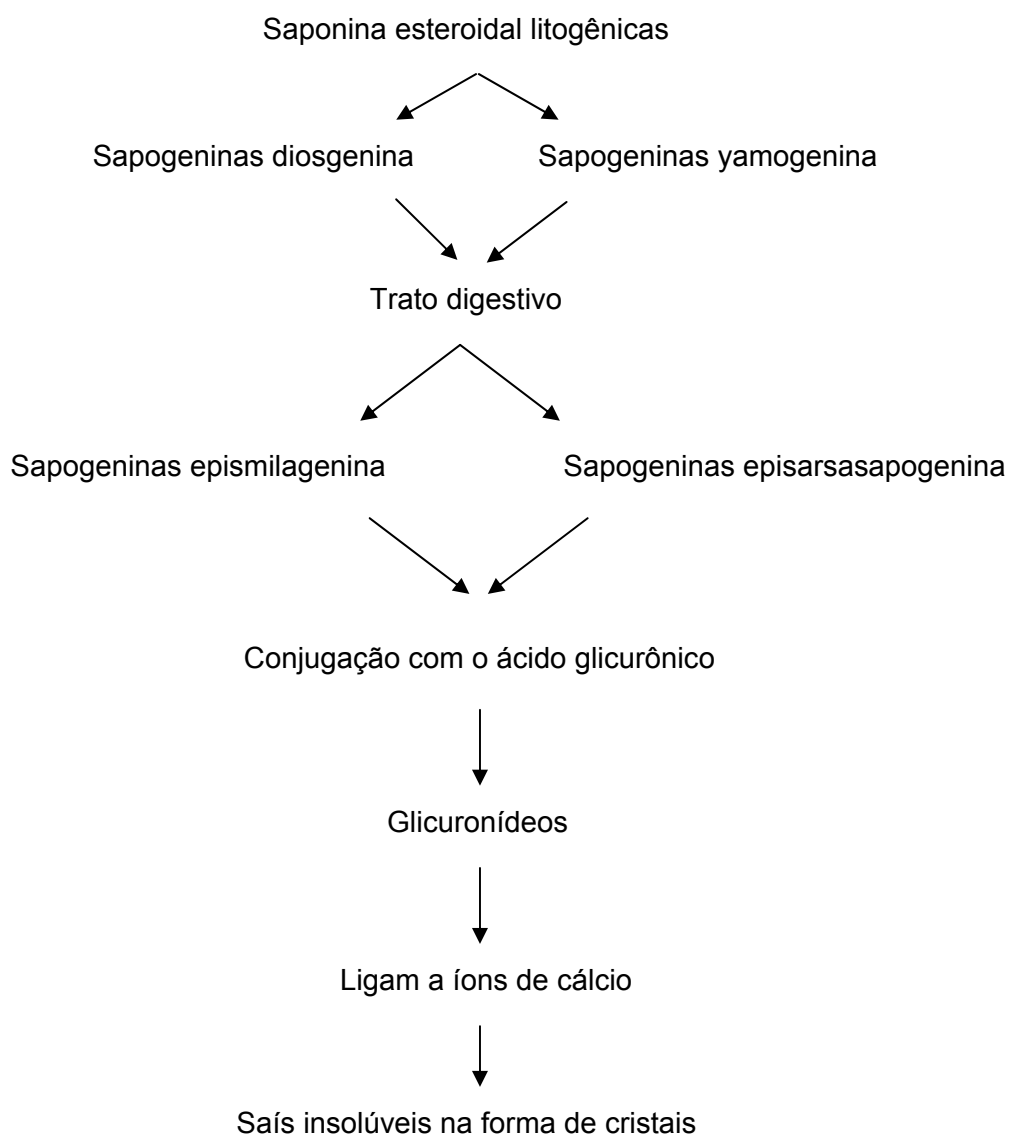 Saponina esteroidal litogênicas
Sapogeninas diosgenina
Sapogeninas yamogenina
Trato digestivo
Sapogeninas epismilagenina
Sapogeninas episarsasapogenina
Conjugação com o ácido glicurônico
Glicuronídeos
Ligam a íons de cálcio
Saís insolúveis na forma de cristais